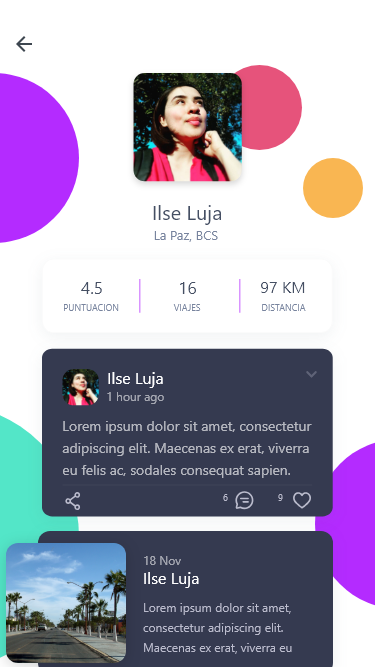 Ilse Luja
La Paz, BCS
4.5 16 97 KM
PUNTUACION VIAJES DISTANCIA
Ilse Luja
1 hour ago
Lorem ipsum dolor sit amet, consectetur
adipiscing elit. Maecenas ex erat, viverra
eu felis ac, sodales consequat sapien.
6 9
18 Nov
Ilse Luja
Lorem ipsum dolor sit amet,
consectetur adipiscing elit.
Maecenas ex erat, viverra eu